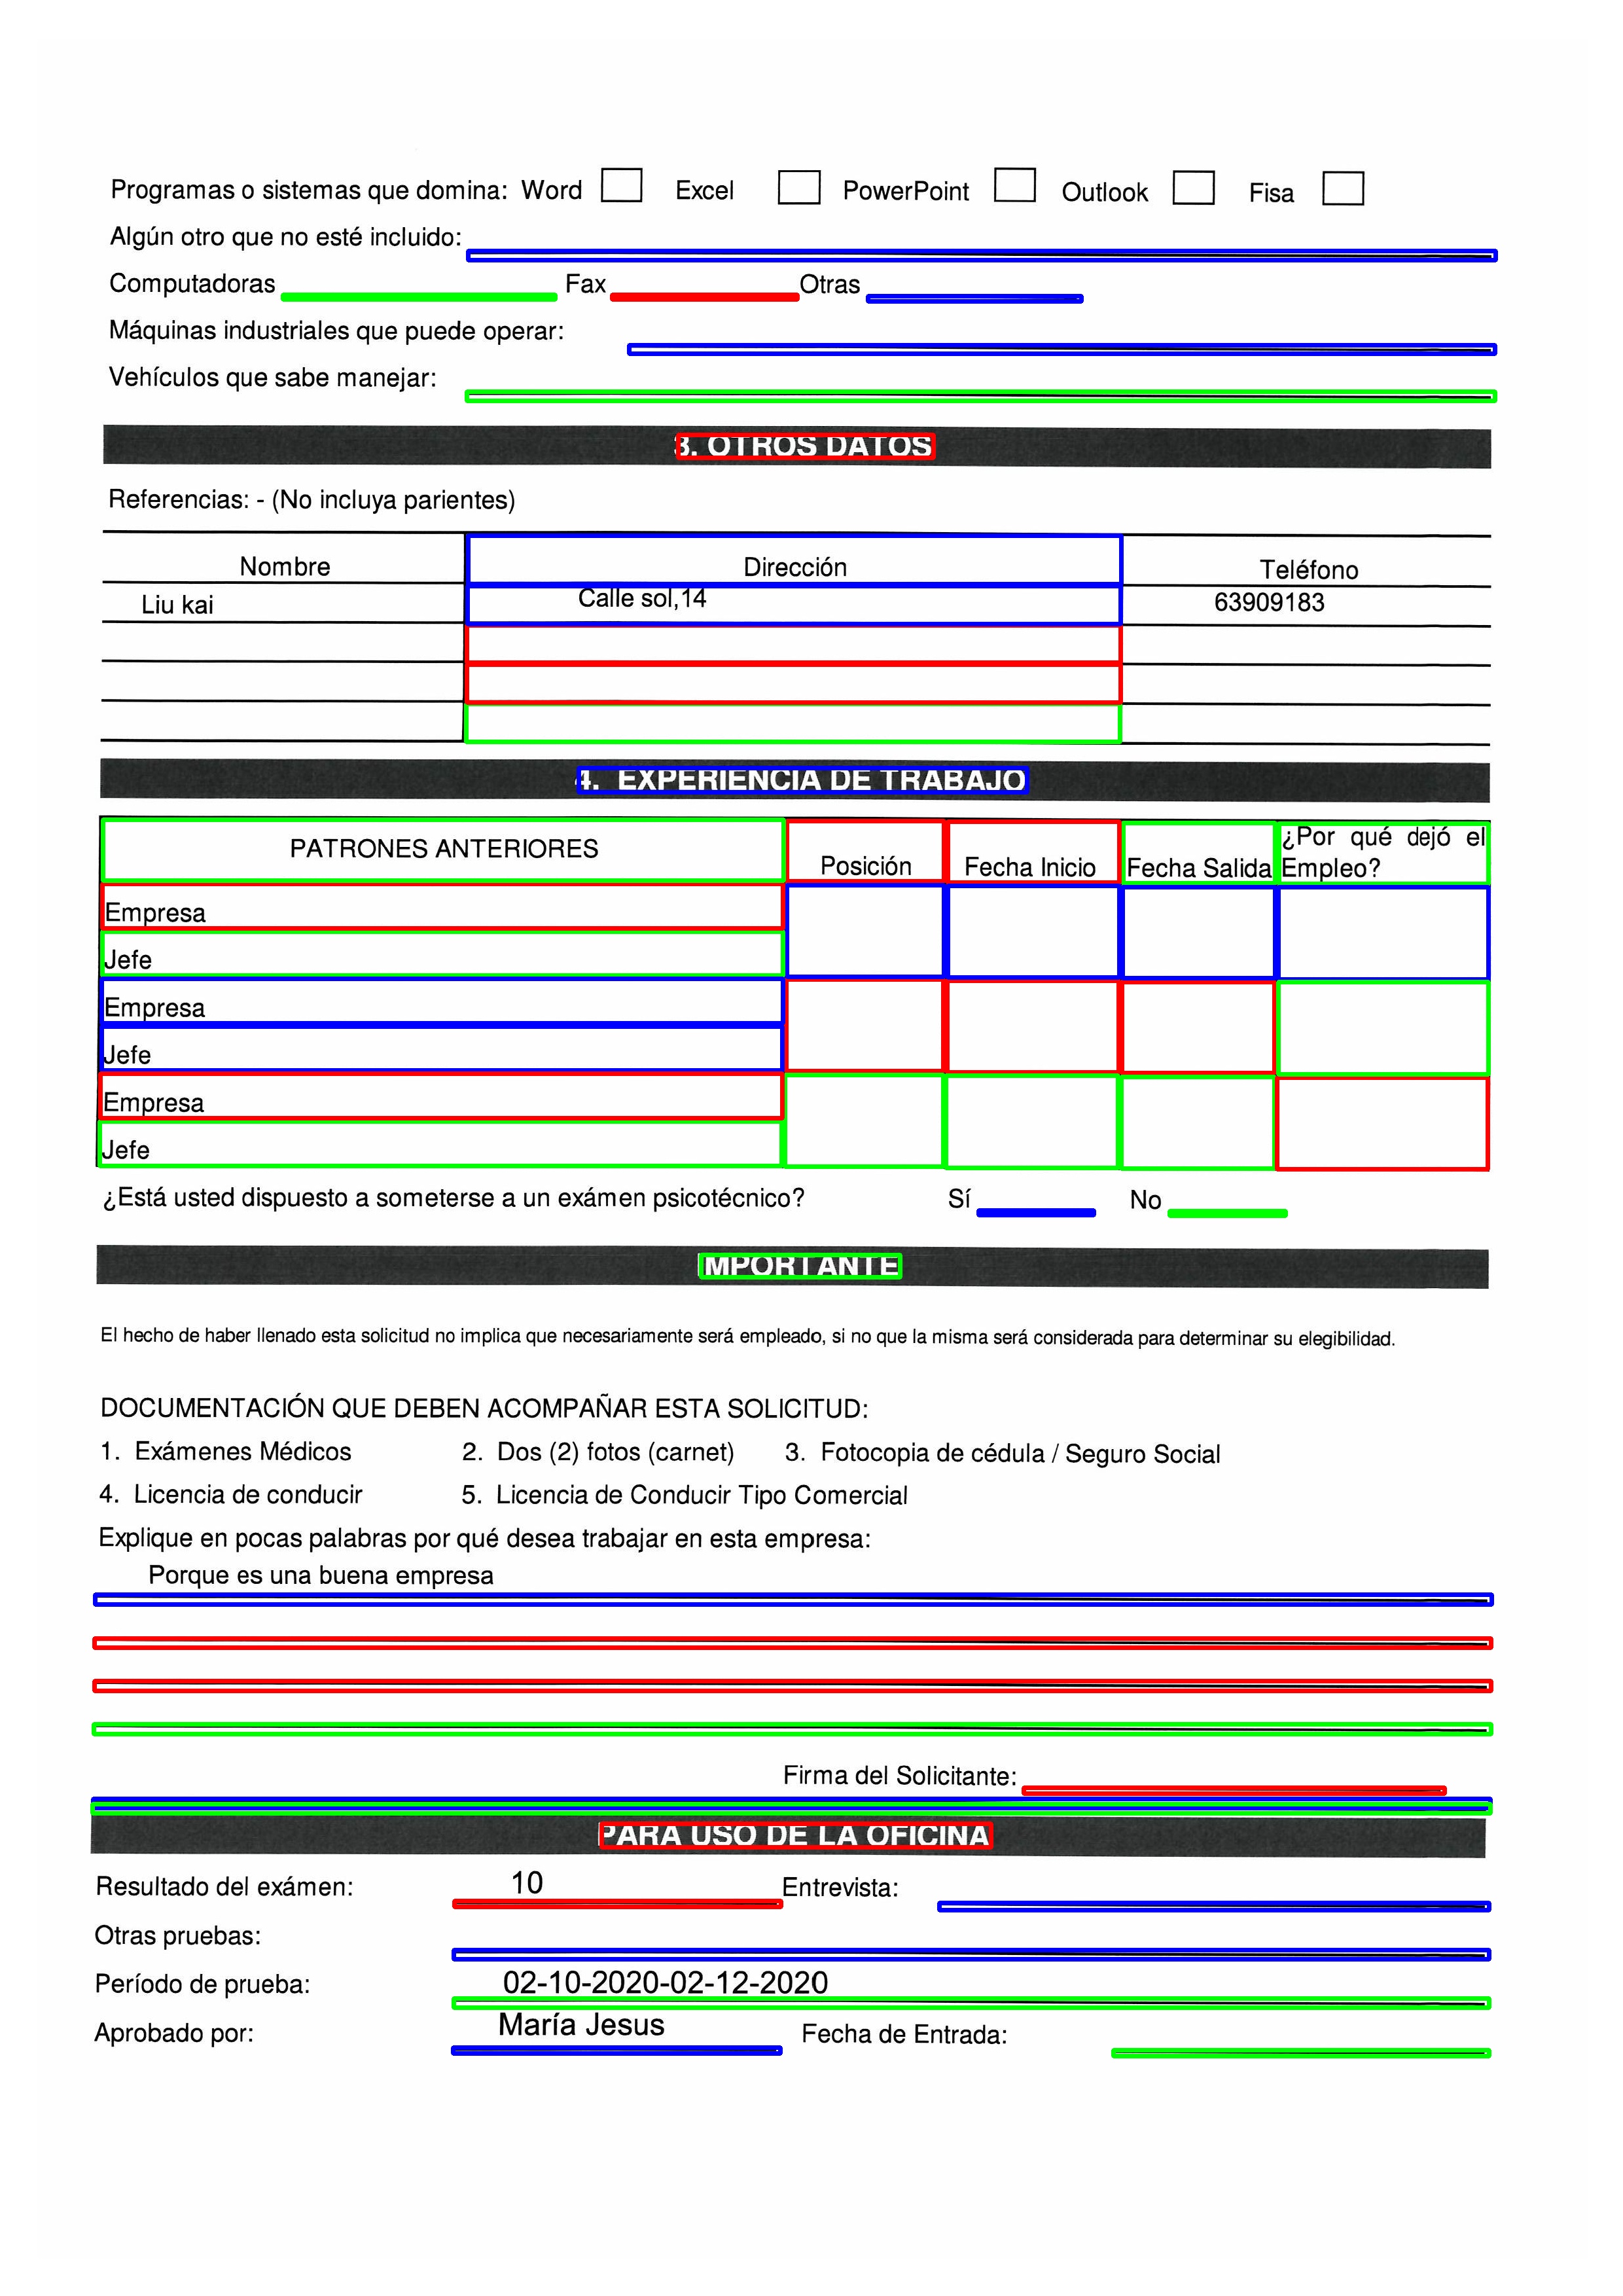 Programas o sistemas que domina: Word Excel PowerPoint Outlook Fisa
Algún otro que no esté incluido:
Computadoras Fax Otras
Máquinas industriales que puede operar:
Vehículos que sabe manejar:
3. OTROS DATOS
Referencias: - (No incluya parientes)
Nombre Dirección Teléfono
Liu kai Calle sol,14 63909183
4. EXPERIENCIA DE TRABAJO
PATRONES ANTERIORES Posición Fecha Inicio Fecha Salida ¿Por qué dejó el
Empleo?
Empresa
Jefe
Empresa
Jefe
Empresa
Jefe
¿Está usted dispuesto a someterse a un exámen psicotécnico? Sí No
IMPORTANTE
El hecho de haber llenado esta solicitud no implica que necesariamente será empleado, si no que la misma será considerada para determinar su elegibilidad.
DOCUMENTACIÓN QUE DEBEN ACOMPAÑAR ESTA SOLICITUD:
1. Exámenes Médicos 2. Dos (2) fotos (carnet) 3. Fotocopia de cédula / Seguro Social
4. Licencia de conducir 5. Licencia de Conducir Tipo Comercial
Explique en pocas palabras por qué desea trabajar en esta empresa:
Porque es una buena empresa
Firma del Solicitante:
PARA USO DE LA OFICINA
Resultado del exámen: 10 Entrevista:
Otras pruebas:
Período de prueba: 02-10-2020-02-12-2020
Aprobado por: María Jesus Fecha de Entrada: